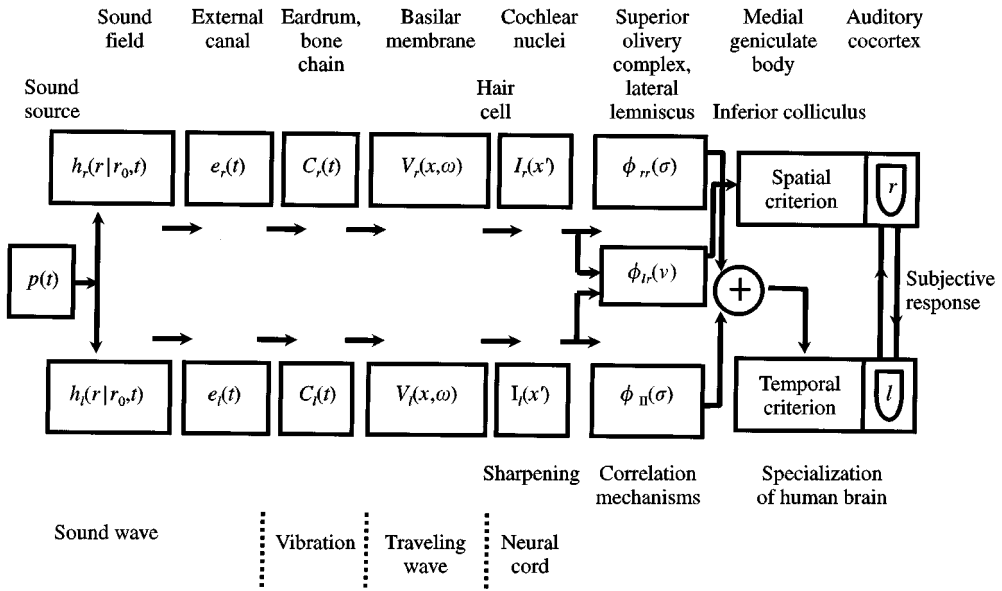 Sound
field
External
canal
Eardrum,
bone
chain
Basilar
membrane
Cochlear
nuclei
Superior
olivery
complex,
lateral
lemniscus
Medial
geniculate
body
Auditory
cocortex
Sound
source
Hair
cell
Inferior colliculus
h_r(r|r_0,t)
e_r(t)
C_r(t)
V_r(x,ω)
I_r(x')
ϕ_rr(σ)
Spatial
criterion
r
p(t)
ϕ_lr(ν)
+
Subjective
response
h_l(r|r_0,t)
e_l(t)
C_l(t)
V_l(x,ω)
I_l(x')
ϕ_II(σ)
Temporal
criterion
l
Sharpening
Correlation
mechanisms
Specialization
of human brain
Sound wave
Vibration
Traveling
wave
Neural
cord